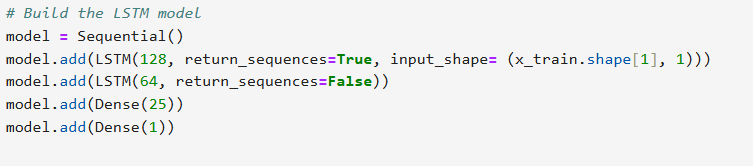 # Build the LSTM model
model = Sequential()
model.add(LSTM(128, return_sequences=True, input_shape= (x_train.shape[1], 1)))
model.add(LSTM(64, return_sequences=False))
model.add(Dense(25))
model.add(Dense(1))